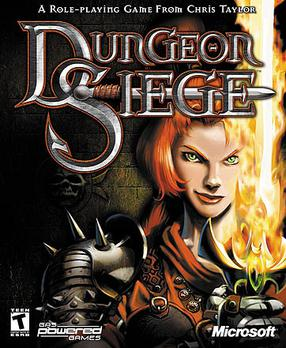 A Role-playing Game From Chris Taylor
Dungeon
Siege
TEEN
T
ESRB
GAS
Powered
GAMES
Microsoft